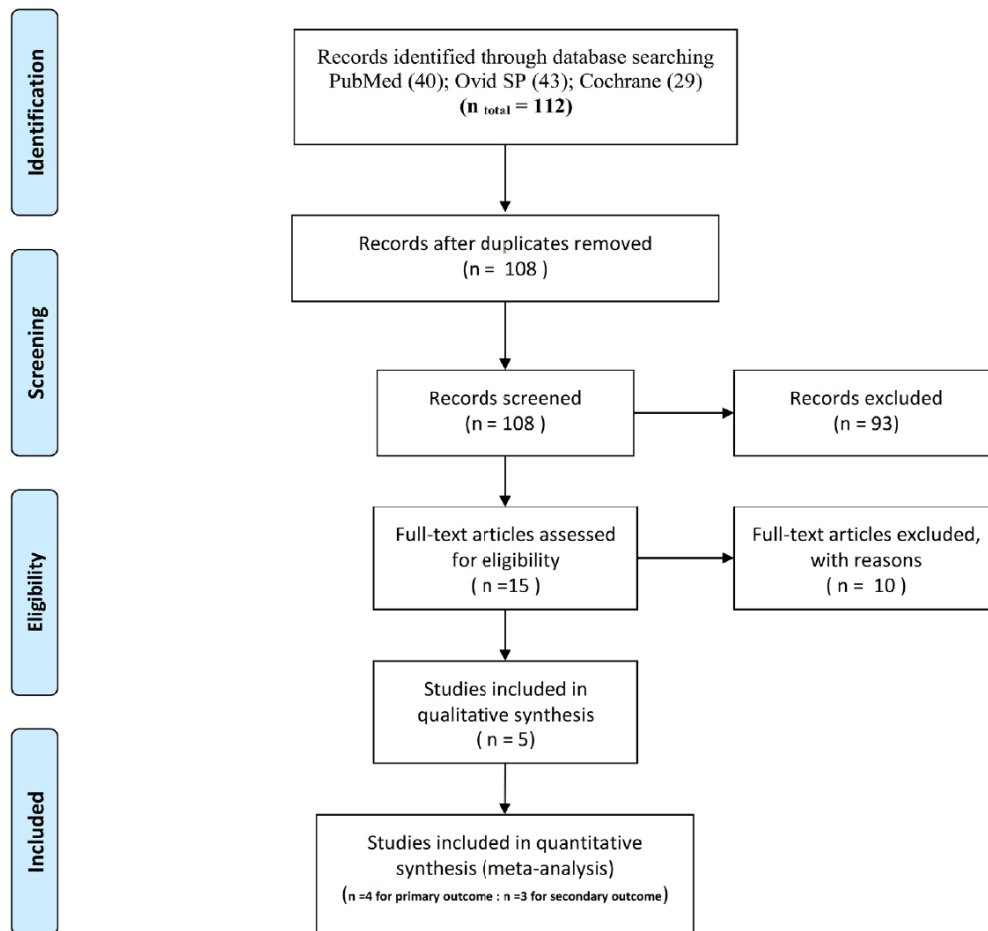 Identification
Records identified through database searching
PubMed (40); Ovid SP (43); Cochrane (29)
(n total = 112)
Records after duplicates removed
(n = 108 )
Screening
Records screened
(n = 108 )
Records excluded
(n = 93)
Eligibility
Full-text articles assessed
for eligibility
( n =15 )
Full-text articles excluded,
with reasons
( n = 10 )
Studies included in
qualitative synthesis
( n = 5)
Included
Studies included in quantitative
synthesis (meta-analysis)
(n =4 for primary outcome : n =3 for secondary outcome)